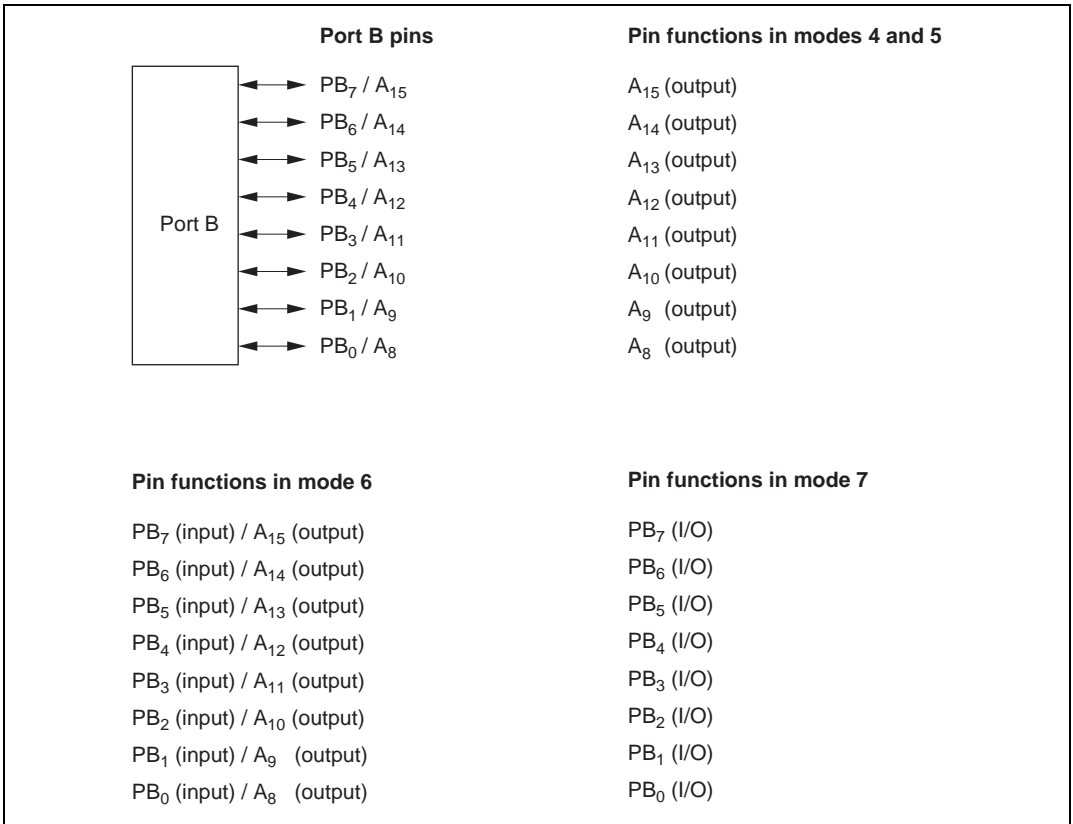 Port B pins
Pin functions in modes 4 and 5
Port B
PB₇ / A₁₅
A₁₅ (output)
PB₆ / A₁₄
A₁₄ (output)
PB₅ / A₁₃
A₁₃ (output)
PB₄ / A₁₂
A₁₂ (output)
PB₃ / A₁₁
A₁₁ (output)
PB₂ / A₁₀
A₁₀ (output)
PB₁ / A₉
A₉ (output)
PB₀ / A₈
A₈ (output)
Pin functions in mode 6
PB₇ (input) / A₁₅ (output)
PB₆ (input) / A₁₄ (output)
PB₅ (input) / A₁₃ (output)
PB₄ (input) / A₁₂ (output)
PB₃ (input) / A₁₁ (output)
PB₂ (input) / A₁₀ (output)
PB₁ (input) / A₉ (output)
PB₀ (input) / A₈ (output)
Pin functions in mode 7
PB₇ (I/O)
PB₆ (I/O)
PB₅ (I/O)
PB₄ (I/O)
PB₃ (I/O)
PB₂ (I/O)
PB₁ (I/O)
PB₀ (I/O)